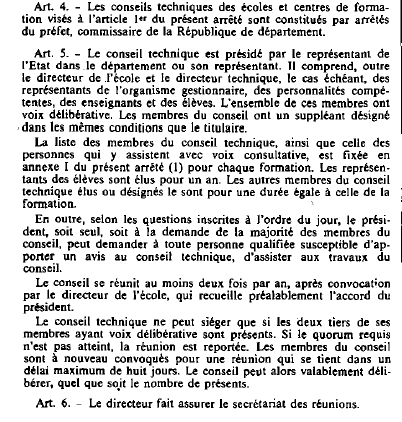 Art. 4. - Les conseils techniques des écoles et centres de forma-
tion visés à l'article 1er du présent arrêté sont constitués par arrêtés
du préfet, commissaire de la République de département.
Art. 5. - Le conseil technique est présidé par le représentant de
l'Etat dans le département ou son représentant. Il comprend, outre
le directeur de l'école et le directeur technique, le cas échéant, des
représentants de l'organisme gestionnaire, des personnalités compé-
tentes, des enseignants et des élèves. L'ensemble de ces membres ont
voix délibérative. Les membres du conseil ont un suppléant désigné
dans les mêmes conditions que le titulaire.
La liste des membres du conseil technique, ainsi que celle des
personnes qui y assistent avec voix consultative, est fixée en
annexe I du présent arrêté (1) pour chaque formation. Les représen-
tants des élèves sont élus pour un an. Les autres membres du conseil
technique élus ou désignés le sont pour une durée égale à celle de la
formation.
En outre, selon les questions inscrites à l'ordre du jour, le prési-
dent, soit seul, soit à la demande de la majorité des membres du
conseil, peut demander à toute personne qualifiée susceptible d'ap-
porter un avis au conseil technique, d'assister aux travaux du
conseil.
Le conseil se réunit au moins deux fois par an, après convocation
par le directeur de l'école, qui recueille préalablement l'accord du
président.
Le conseil technique ne peut siéger que si les deux tiers de ses
membres ayant voix délibérative sont présents. Si le quorum requis
n'est pas atteint, la réunion est reportée. Les membres du conseil
sont à nouveau convoqués pour une réunion qui se tient dans un
délai maximum de huit jours. Le conseil peut alors valablement déli-
bérer, quel que soit le nombre de présents.
Art. 6. - Le directeur fait assurer le secrétariat des réunions.